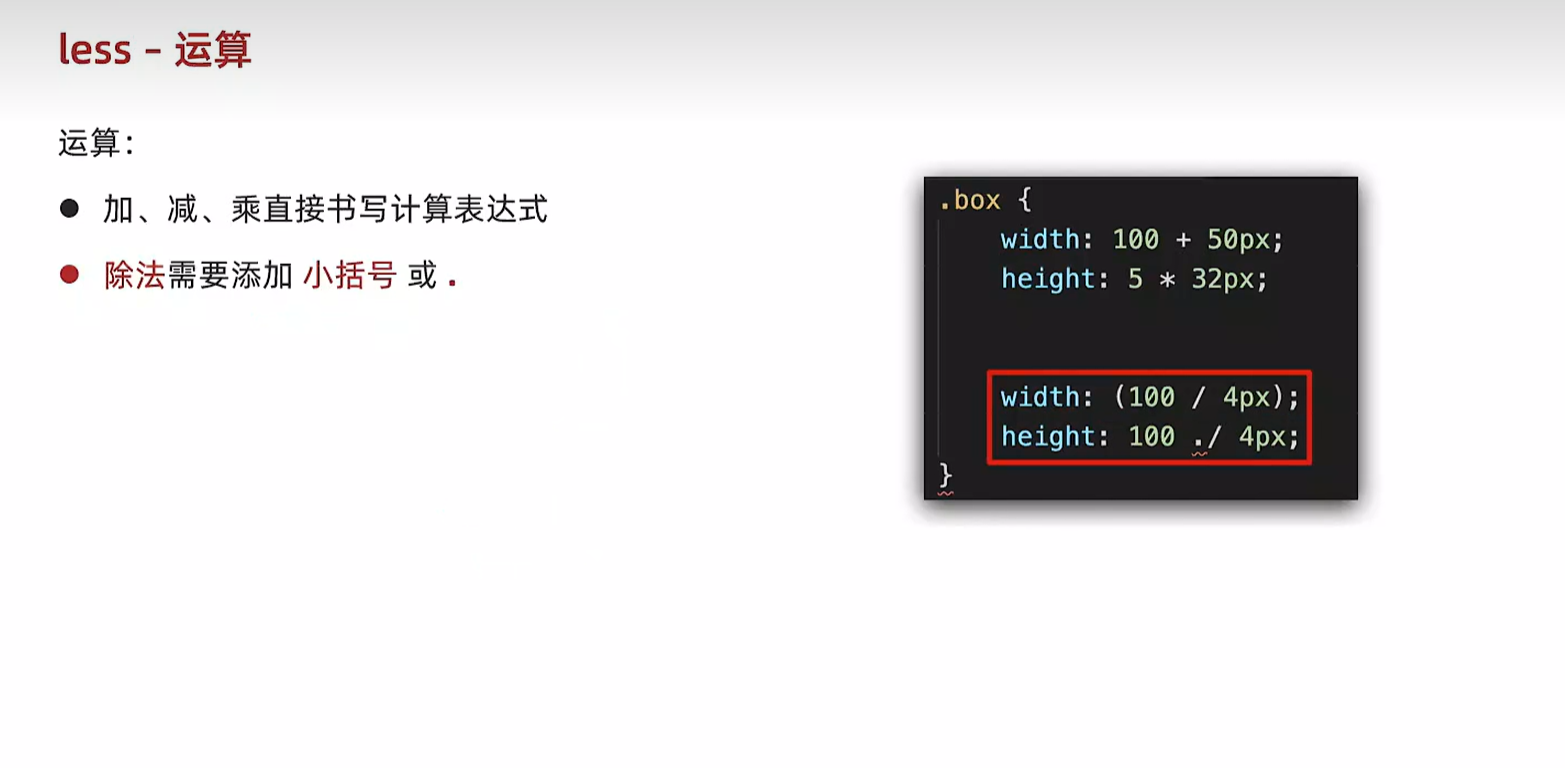 less - 运算
运算：
● 加、减、乘直接书写计算表达式
● 除法需要添加 小括号 或 .
.box {
width: 100 + 50px;
height: 5 * 32px;
width: (100 / 4px);
height: 100 ./ 4px;
}